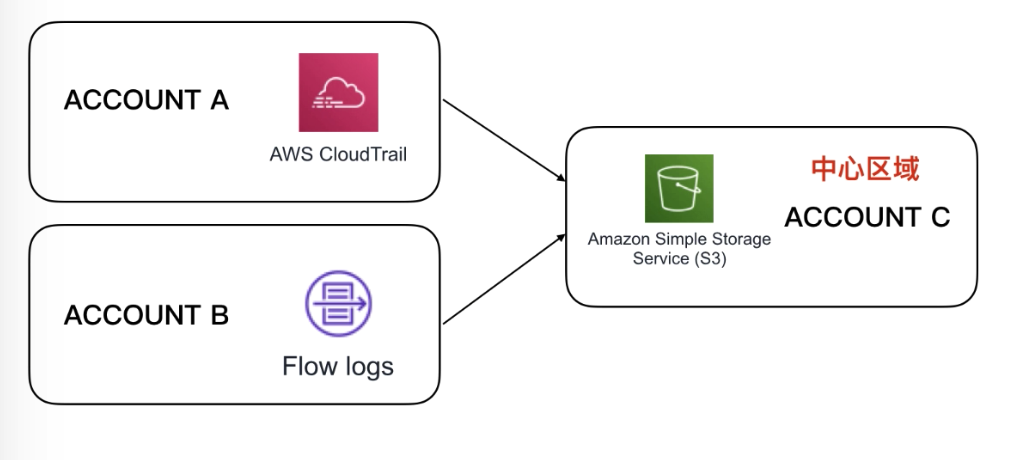 ACCOUNT A
AWS CloudTrail
ACCOUNT B
Flow logs
中心区域
ACCOUNT C
Amazon Simple Storage
Service (S3)